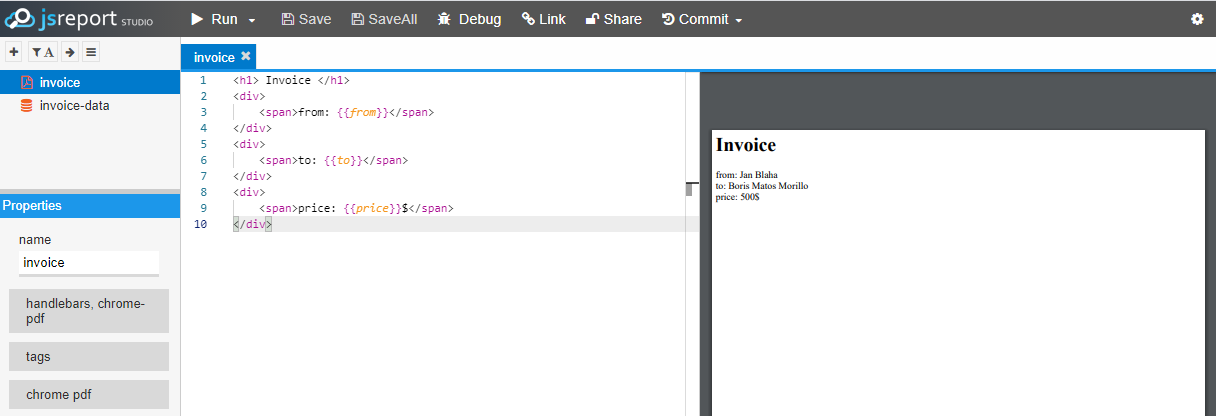 jsreport STUDIO
Run Save SaveAll Debug Link Share Commit
A
invoice
invoice-data
Properties
name
invoice
handlebars, chrome-
pdf
tags
chrome pdf
invoice ×
1 <h1> Invoice </h1>
2 <div>
3 <span>from: {{from}}</span>
4 </div>
5 <div>
6 <span>to: {{to}}</span>
7 </div>
8 <div>
9 <span>price: {{price}}$</span>
10 </div>
Invoice
from: Jan Blaha
to: Boris Matos Morillo
price: 500$